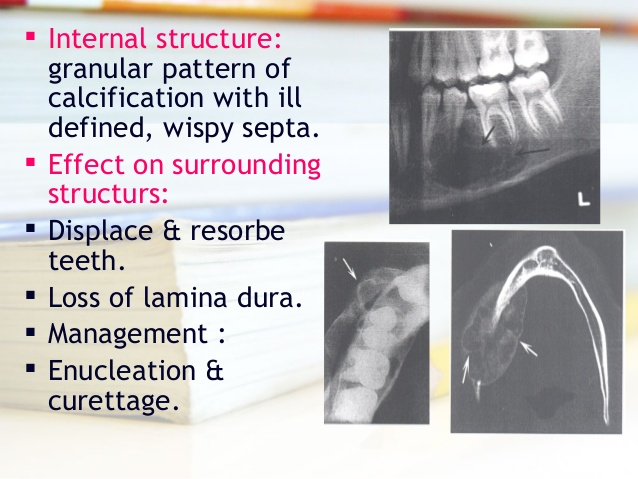 Internal structure:
granular pattern of
calcification with ill
defined, wispy septa.
Effect on surrounding
structurs:
Displace & resorbe
teeth.
Loss of lamina dura.
Management :
Enucleation &
curettage.
L